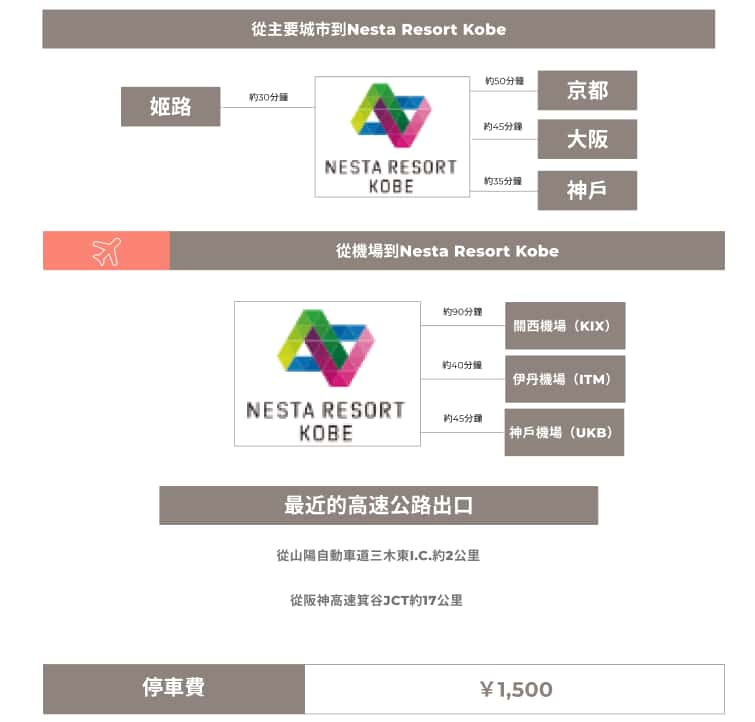 從主要城市到Nesta Resort Kobe
姬路
約30分鐘
NESTA RESORT
KOBE
約50分鐘
京都
約45分鐘
大阪
約35分鐘
神戶
從機場到Nesta Resort Kobe
NESTA RESORT
KOBE
約90分鐘
關西機場（KIX）
約40分鐘
伊丹機場（ITM）
約45分鐘
神戶機場（UKB）
最近的高速公路出口
從山陽自動車道三木東I.C.約2公里
從阪神高速箕谷JCT約17公里
停車費
￥1,500